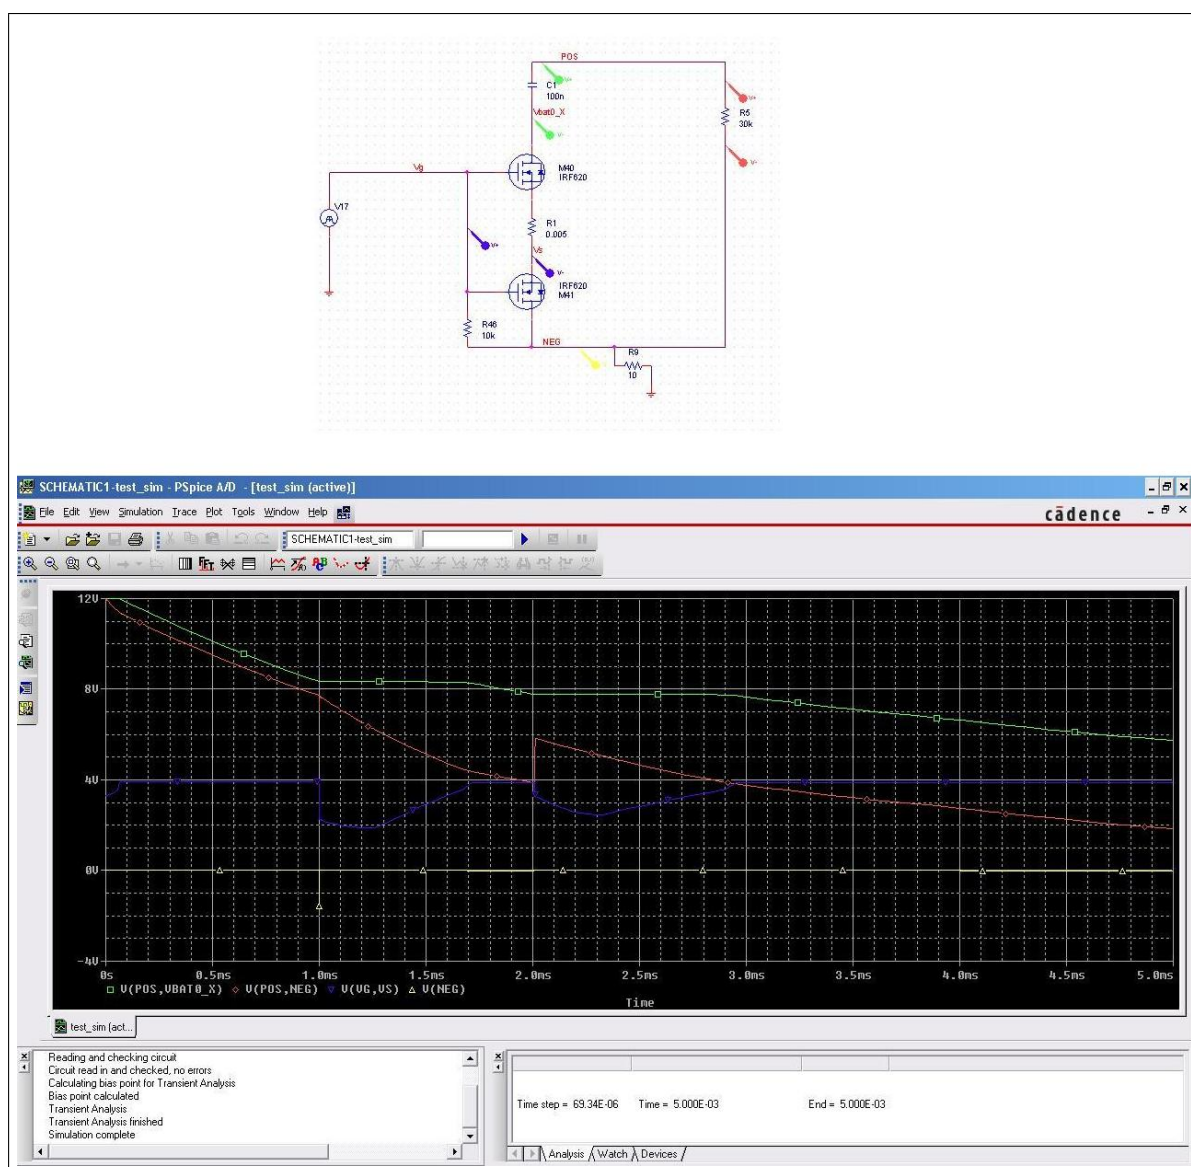 POS
C1
100n
Vbat0_X
R5
30k
Vg
M40
IRF620
V17
R1
0.005
Vs
IRF620
M41
R46
10k
NEG
R9
10
SCHEMATIC1-test_sim - PSpice A/D - [test_sim (active)]
File Edit View Simulation Trace Plot Tools Window Help
cādence
SCHEMATIC1-test_sim
12V
8V
4V
0V
-4V
0s 0.5ms 1.0ms 1.5ms 2.0ms 2.5ms 3.0ms 3.5ms 4.0ms 4.5ms 5.0ms
V(POS,VBAT0_X) V(POS,NEG) V(VG,VS) V(NEG)
Time
test_sim (act...
Reading and checking circuit
Circuit read in and checked, no errors
Calculating bias point for Transient Analysis
Bias point calculated
Transient Analysis
Transient Analysis finished
Simulation complete
Time step = 69.34E-06 Time = 5.000E-03 End = 5.000E-03
Analysis Watch Devices